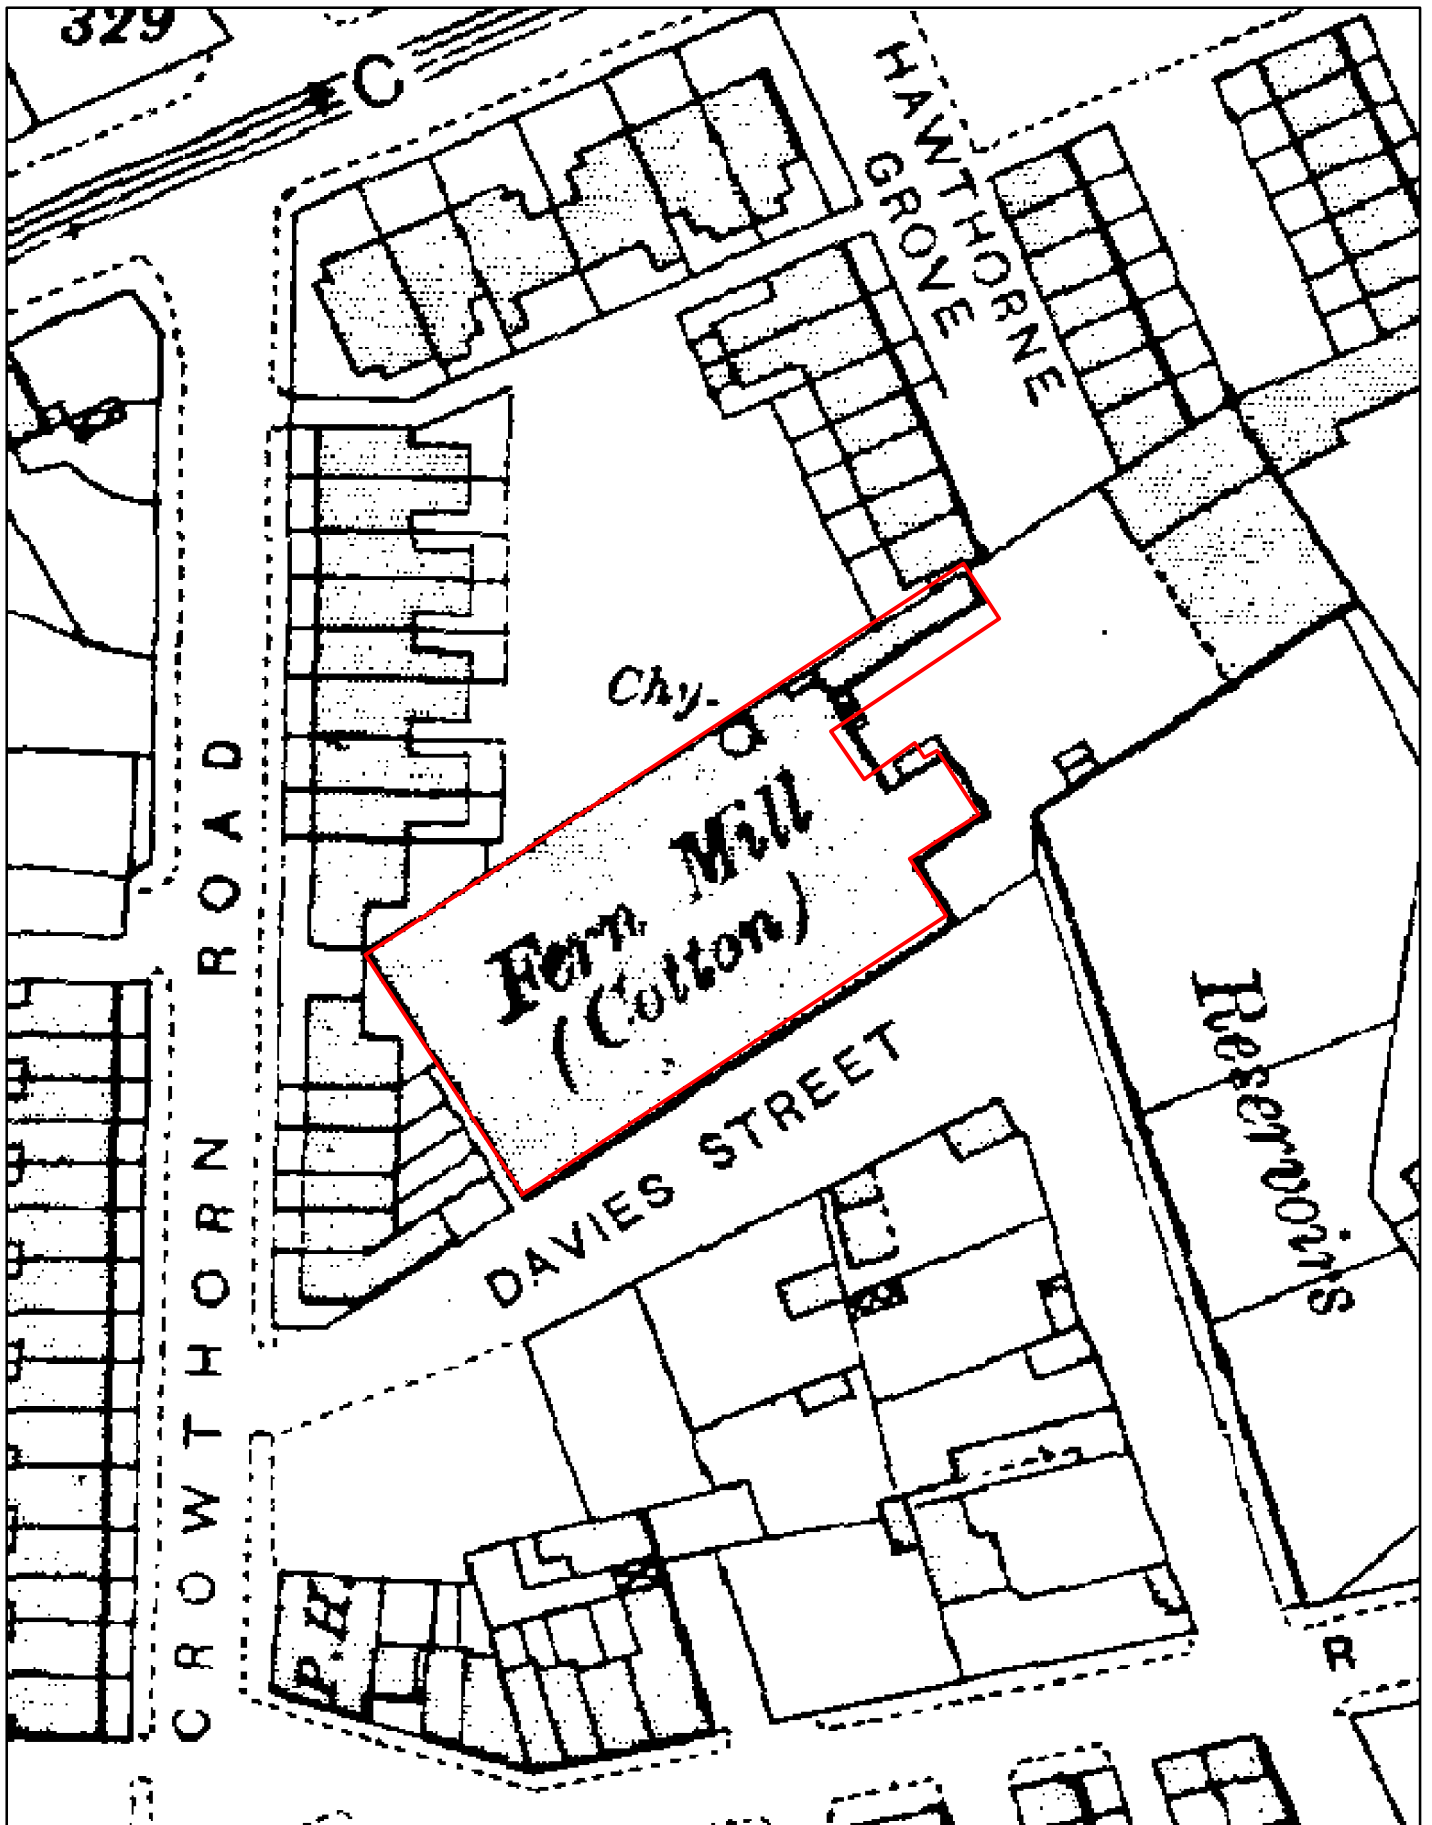 329
C
HAWTHORNE
GROVE
Chy.
Fern Mill
(Cotton)
CROWTHORN ROAD
DAVIES STREET
Reservoirs
P.H.
R